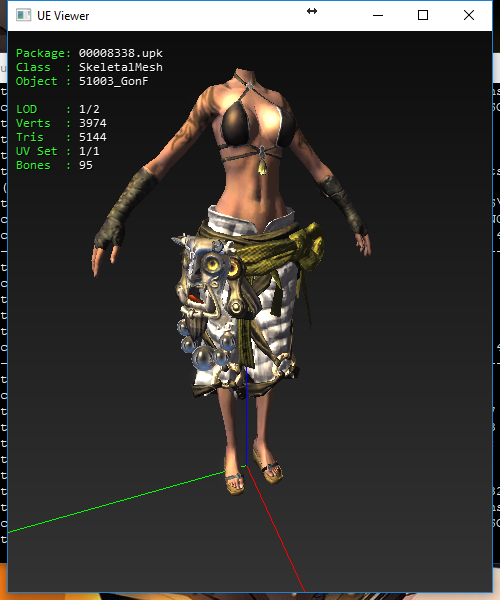 UE Viewer
Package: 00008338.upk
Class : SkeletalMesh
Object : 51003_GonF
LOD : 1/2
Verts : 3974
Tris : 5144
UV Set : 1/1
Bones : 95